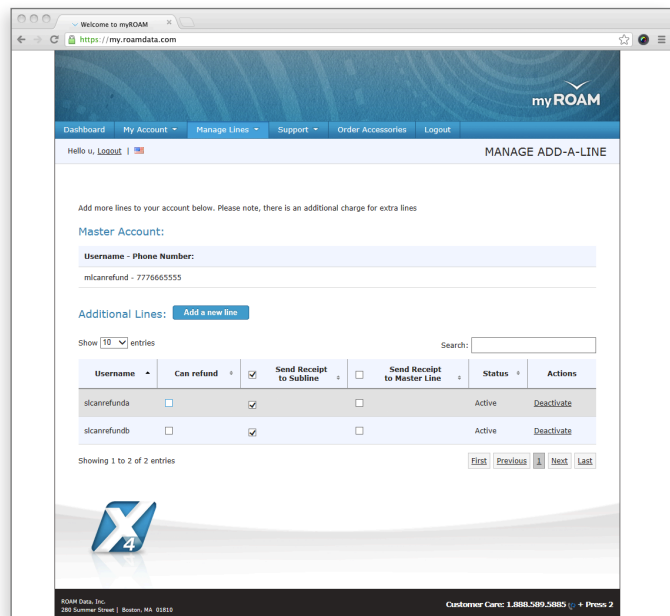 Welcome to myROAM
https://my.roamdata.com
myROAM
Dashboard My Account Manage Lines Support Order Accessories Logout
Hello u, Logout |
MANAGE ADD-A-LINE
Add more lines to your account below. Please note, there is an additional charge for extra lines
Master Account:
Username - Phone Number:
mlcanrefund - 7776665555
Additional Lines: Add a new line
Show 10 entries
Search:
Username Can refund Send Receipt to Subline Send Receipt to Master Line Status Actions
slcanrefunda Active Deactivate
slcanrefundb Active Deactivate
Showing 1 to 2 of 2 entries
First Previous 1 Next Last
X4
ROAM Data, Inc.
280 Summer Street | Boston, MA 01810
Customer Care: 1.888.589.5885 + Press 2